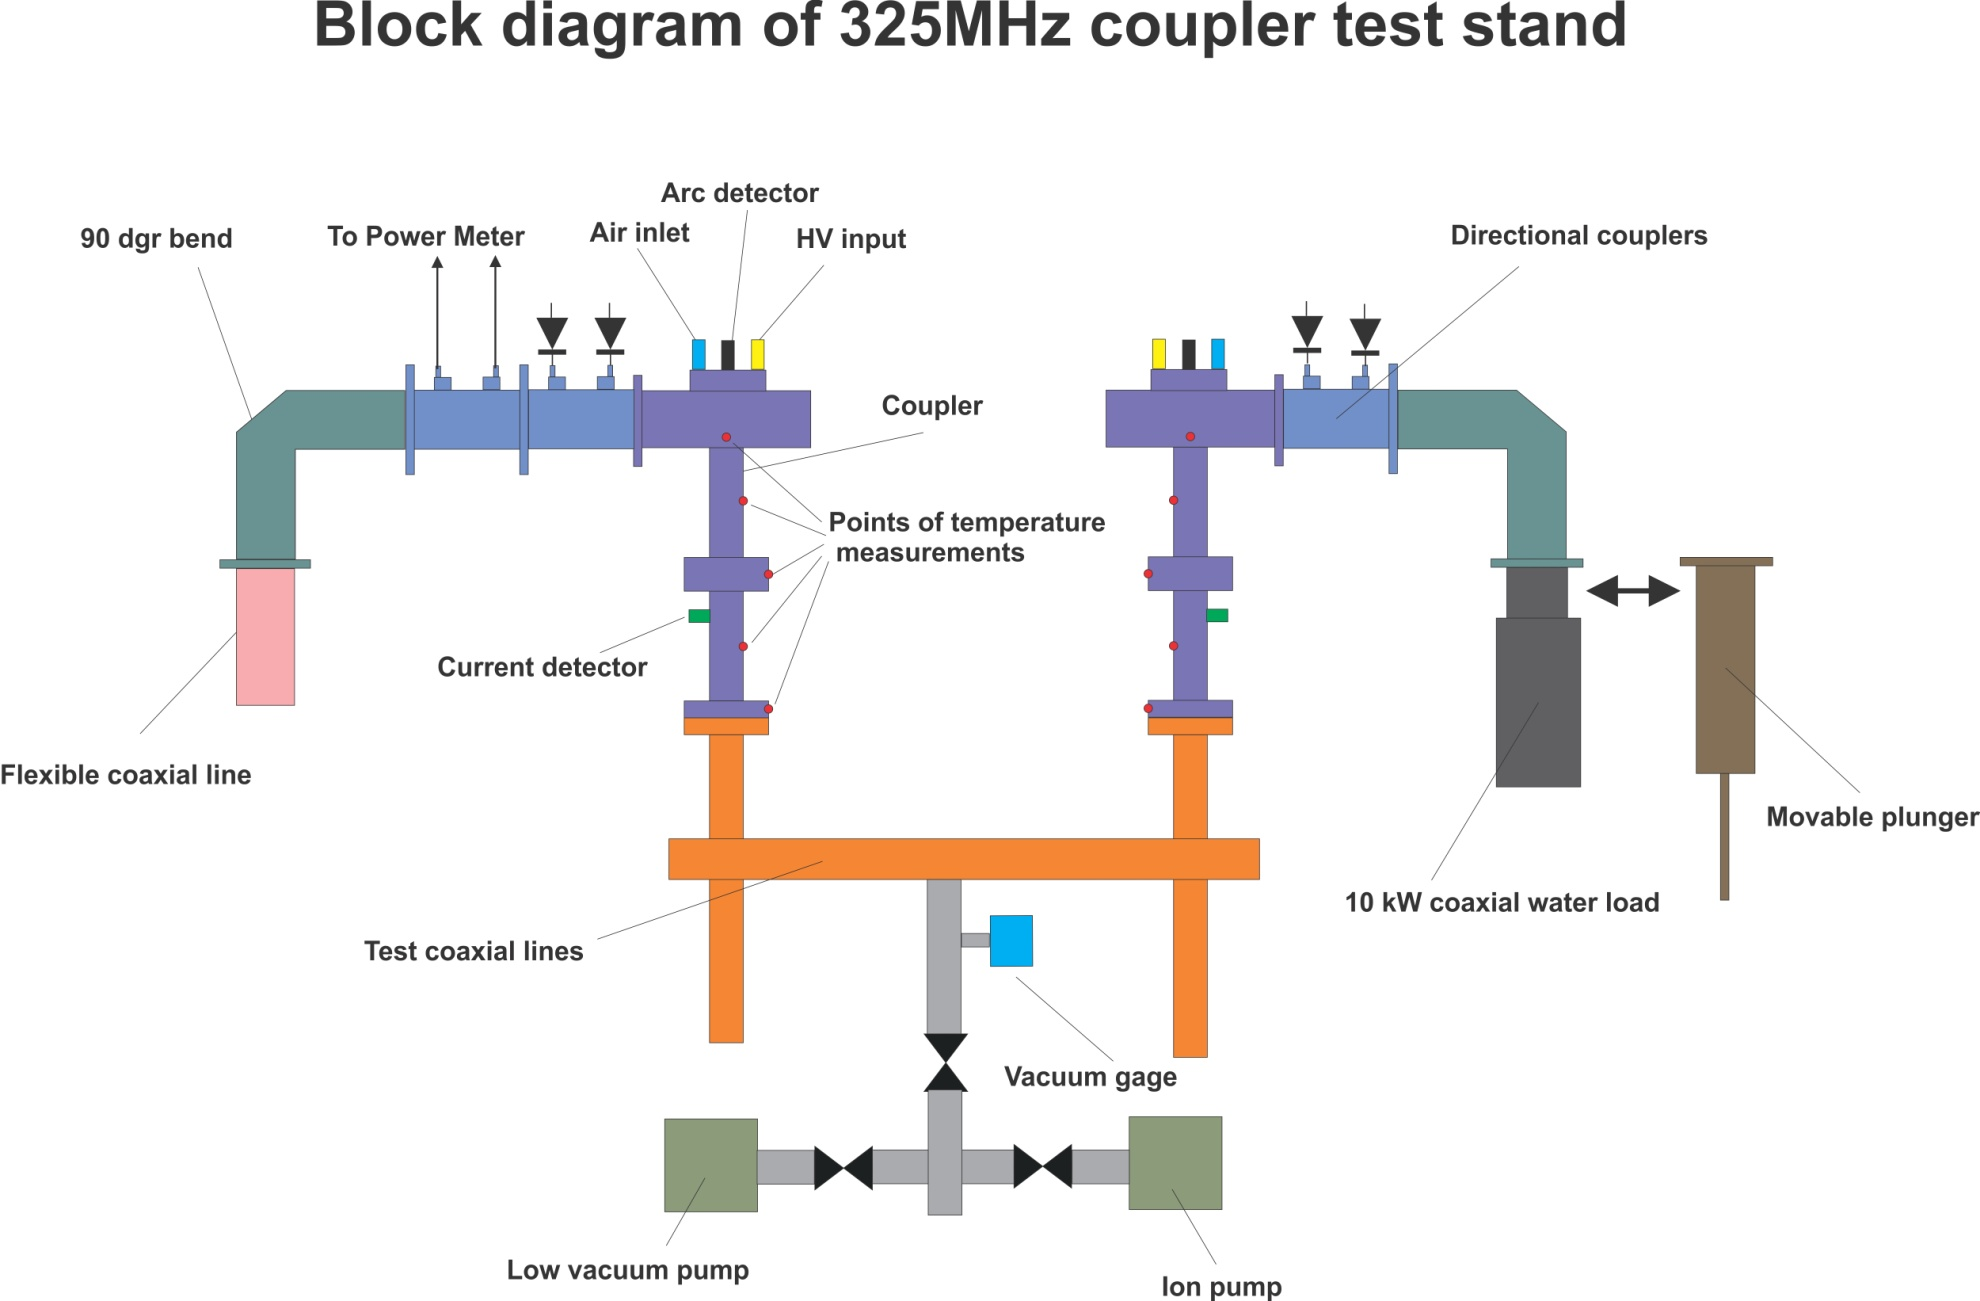 Block diagram of 325MHz coupler test stand
Arc detector
90 dgr bend
To Power Meter
Air inlet
HV input
Directional couplers
Coupler
Points of temperature
measurements
Current detector
Flexible coaxial line
Movable plunger
10 kW coaxial water load
Test coaxial lines
Vacuum gage
Low vacuum pump
Ion pump